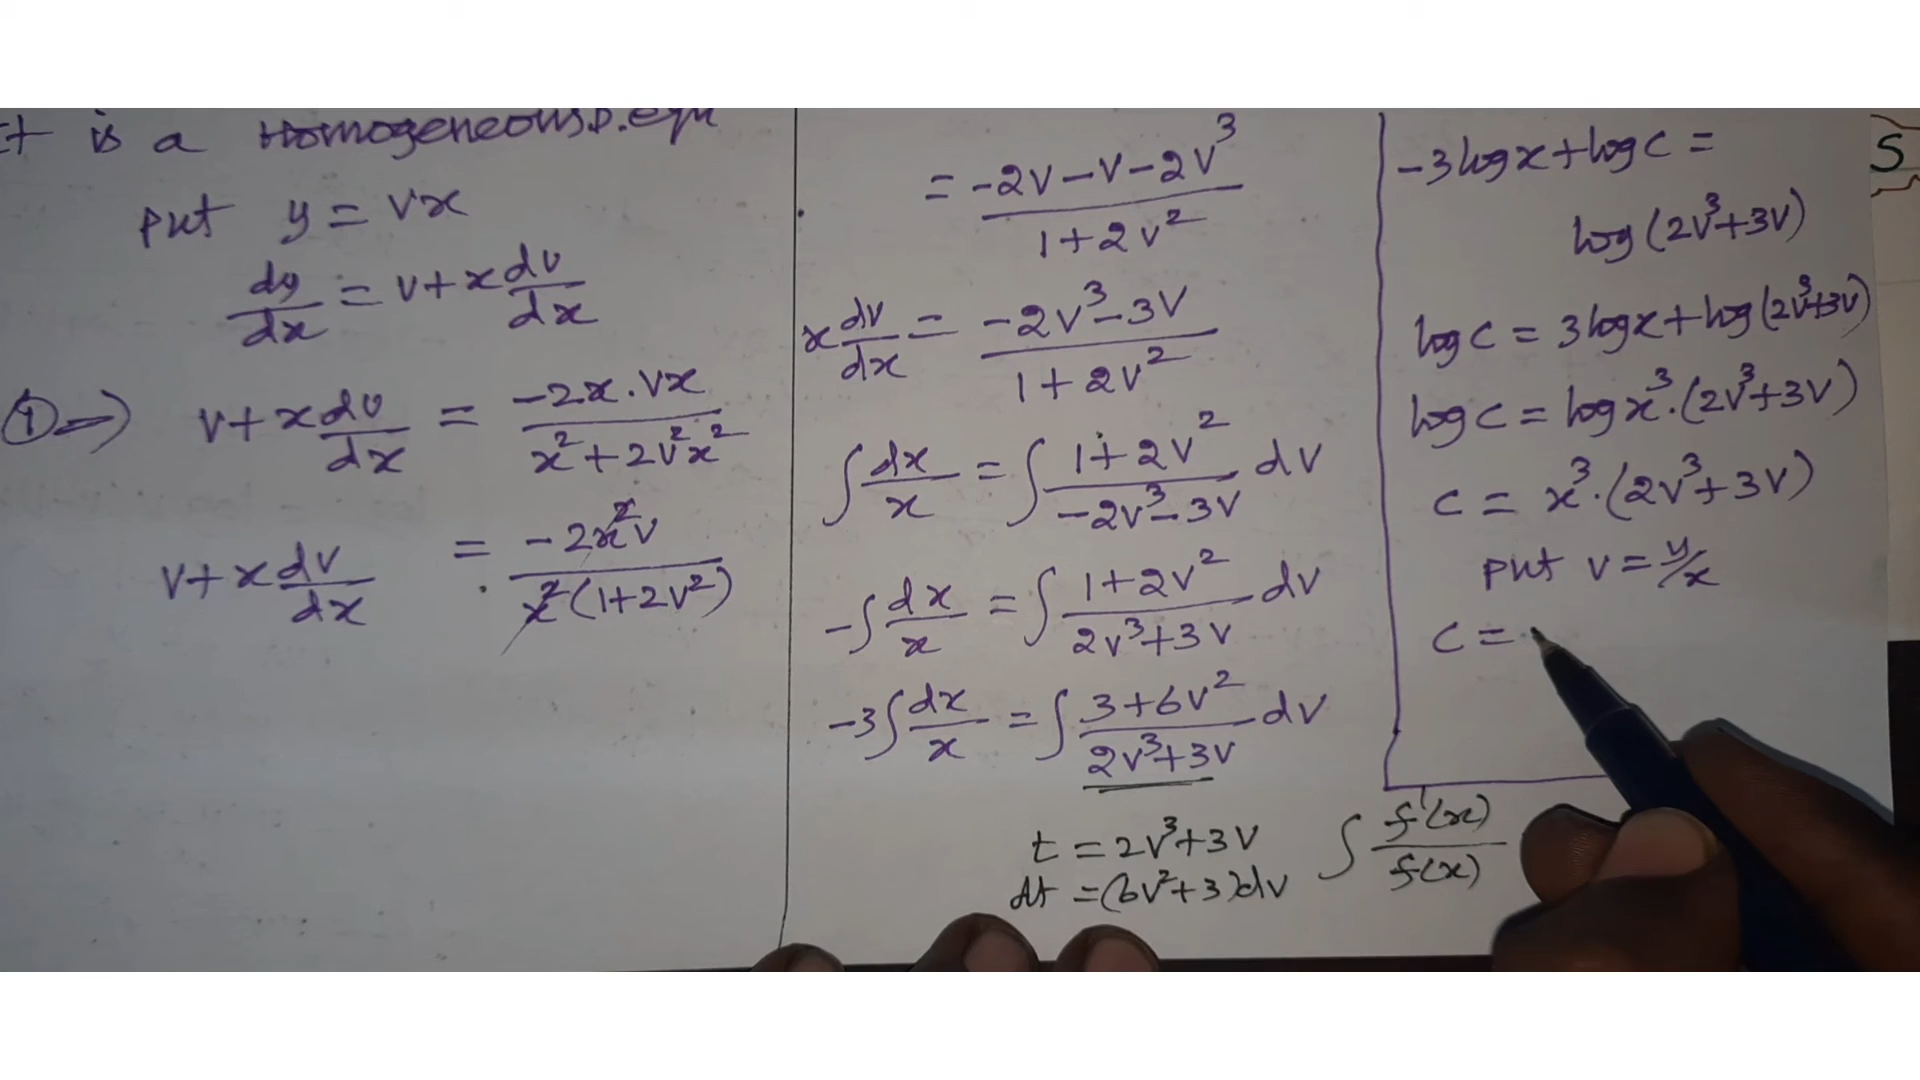 It is a Homogeneous D.eqn
put y = vx
dy/dx = v+x dv/dx
① → v+x dv/dx = -2x.vx / x²+2v²x²
v+x dv/dx = -2x²v / x²(1+2v²)
= -2v-v-2v³ / 1+2v²
x dv/dx = -2v³-3v / 1+2v²
∫ dx/x = ∫ 1+2v² / -2v³-3v dv
-∫ dx/x = ∫ 1+2v² / 2v³+3v dv
-3∫ dx/x = ∫ 3+6v² / 2v³+3v dv
t = 2v³+3v
dt = (6v²+3)dv
∫ f'(x) / f(x)
-3logx+logc =
log(2v³+3v)
logc = 3logx+log(2v³+3v)
logc = logx³.(2v³+3v)
c = x³.(2v³+3v)
put v = y/x
c =
S